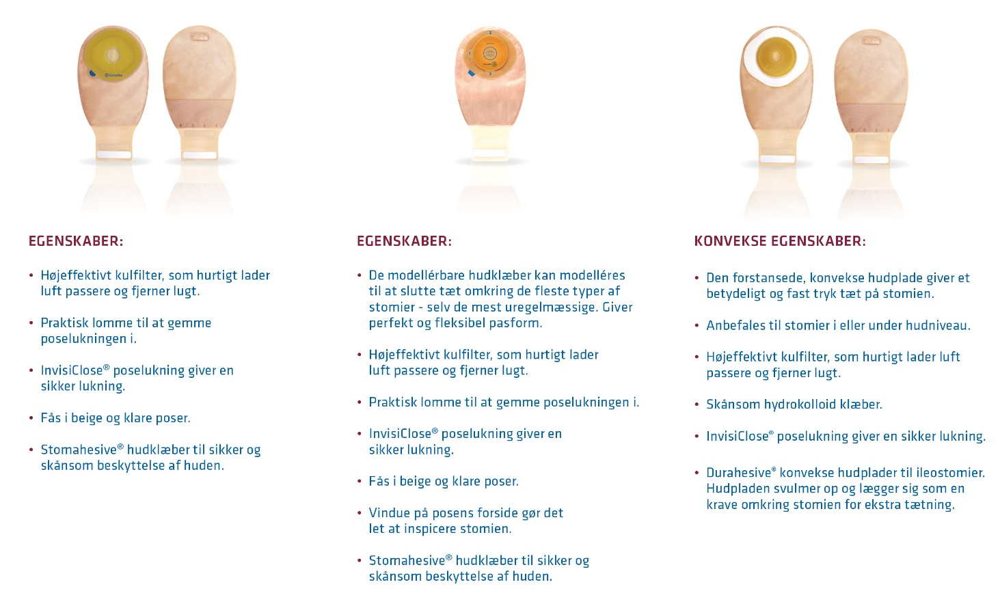 ConvaTec
2
1
3
EGENSKABER:
• Højeffektivt kulfilter, som hurtigt lader
luft passere og fjerner lugt.
• Praktisk lomme til at gemme
poselukningen i.
• InvisiClose® poselukning giver en
sikker lukning.
• Fås i beige og klare poser.
• Stomahesive® hudklæber til sikker og
skånsom beskyttelse af huden.
EGENSKABER:
• De modellérbare hudklæber kan modelléres
til at slutte tæt omkring de fleste typer af
stomier - selv de mest uregelmæssige. Giver
perfekt og fleksibel pasform.
• Højeffektivt kulfilter, som hurtigt lader
luft passere og fjerner lugt.
• Praktisk lomme til at gemme poselukningen i.
• InvisiClose® poselukning giver en
sikker lukning.
• Fås i beige og klare poser.
• Vindue på posens forside gør det
let at inspicere stomien.
• Stomahesive® hudklæber til sikker og
skånsom beskyttelse af huden.
KONVEKSE EGENSKABER:
• Den forstansede, konvekse hudplade giver et
betydeligt og fast tryk tæt på stomien.
• Anbefales til stomier i eller under hudniveau.
• Højeffektivt kulfilter, som hurtigt lader luft
passere og fjerner lugt.
• Skånsom hydrokolloid klæber.
• InvisiClose® poselukning giver en sikker lukning.
• Durahesive® konvekse hudplader til ileostomier.
Hudpladen svulmer op og lægger sig som en
krave omkring stomien for ekstra tætning.